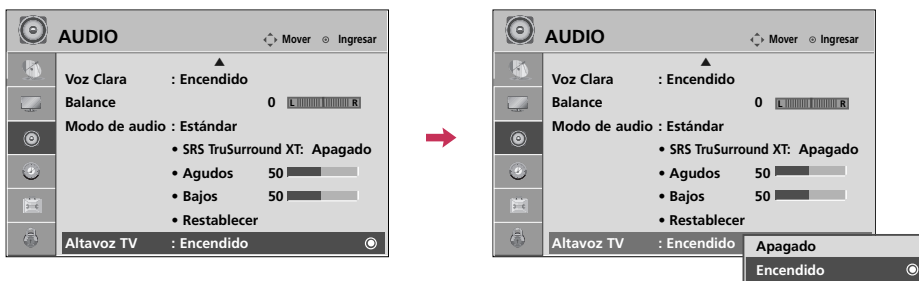 AUDIO
Mover Ingresar
Voz Clara : Encendido
Balance 0 L R
Modo de audio : Estándar
• SRS TruSurround XT: Apagado
• Agudos 50
• Bajos 50
• Restablecer
Altavoz TV : Encendido
AUDIO
Mover Ingresar
Voz Clara : Encendido
Balance 0 L R
Modo de audio : Estándar
• SRS TruSurround XT: Apagado
• Agudos 50
• Bajos 50
• Restablecer
Altavoz TV : Encendido
Apagado
Encendido